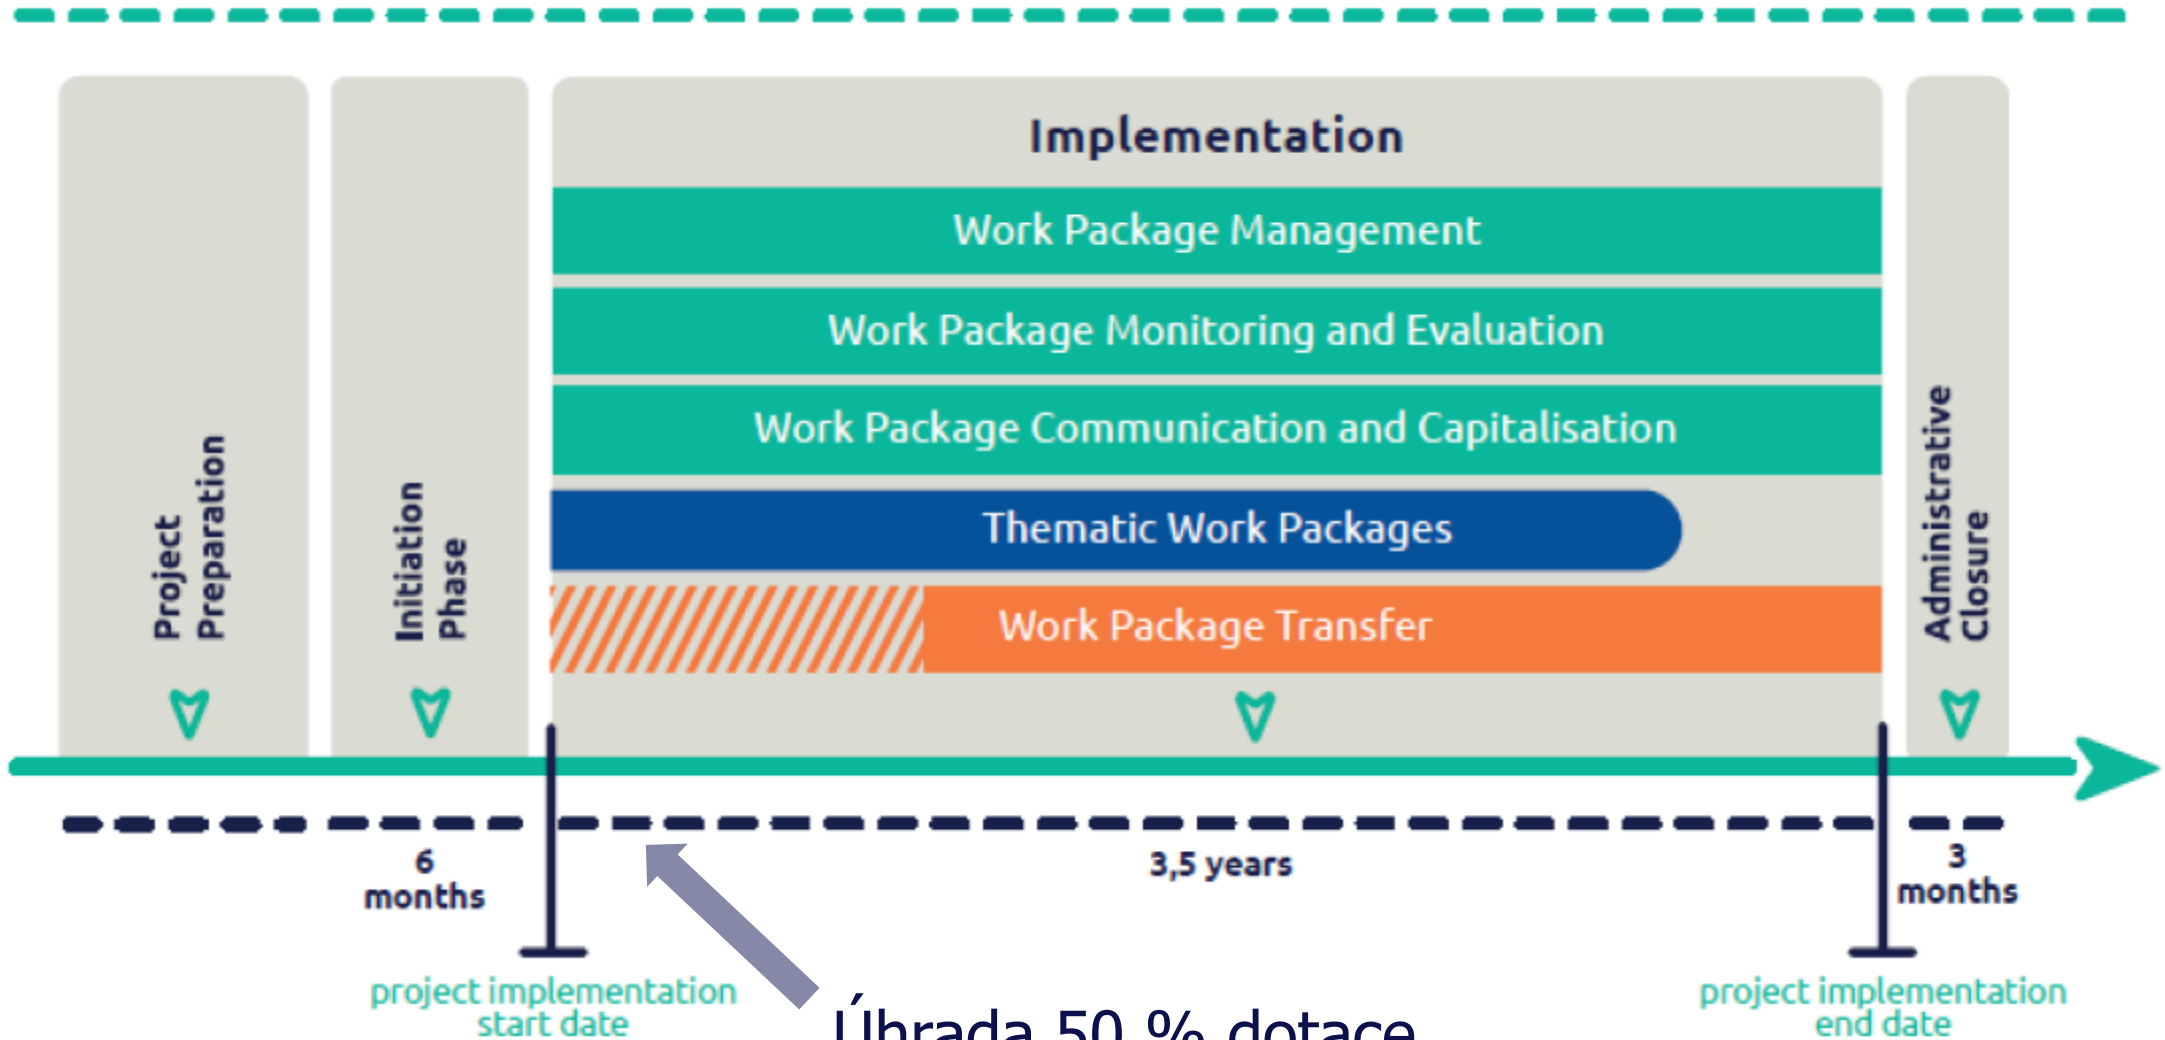 Project
Preparation
Initiation
Phase
Implementation
Work Package Management
Work Package Monitoring and Evaluation
Work Package Communication and Capitalisation
Thematic Work Packages
Work Package Transfer
Administrative
Closure
6
months
3,5 years
3
months
project implementation
start date
Úhrada 50 % dotace
project implementation
end date